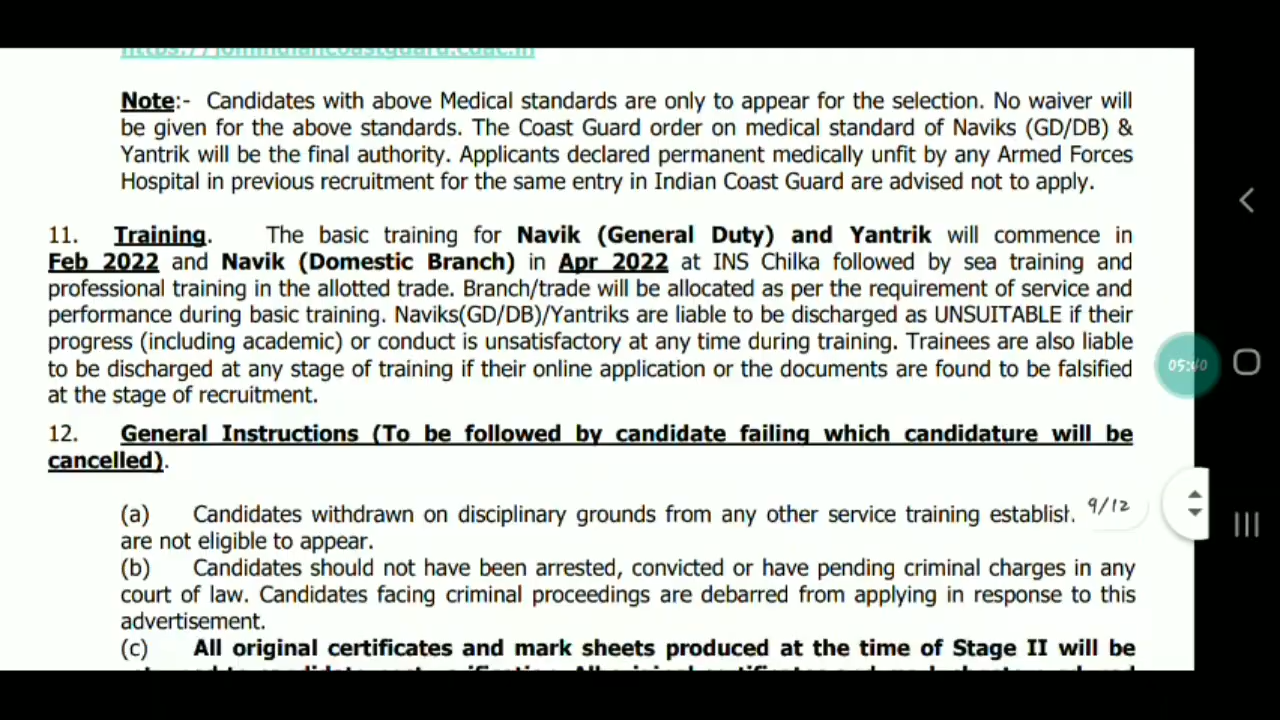 https://joinindiancoastguard.cdac.in
Note:- Candidates with above Medical standards are only to appear for the selection. No waiver will
be given for the above standards. The Coast Guard order on medical standard of Naviks (GD/DB) &
Yantrik will be the final authority. Applicants declared permanent medically unfit by any Armed Forces
Hospital in previous recruitment for the same entry in Indian Coast Guard are advised not to apply.
11. Training. The basic training for Navik (General Duty) and Yantrik will commence in
Feb 2022 and Navik (Domestic Branch) in Apr 2022 at INS Chilka followed by sea training and
professional training in the allotted trade. Branch/trade will be allocated as per the requirement of service and
performance during basic training. Naviks(GD/DB)/Yantriks are liable to be discharged as UNSUITABLE if their
progress (including academic) or conduct is unsatisfactory at any time during training. Trainees are also liable
to be discharged at any stage of training if their online application or the documents are found to be falsified
at the stage of recruitment.
05:40
12. General Instructions (To be followed by candidate failing which candidature will be
cancelled).
(a) Candidates withdrawn on disciplinary grounds from any other service training establish.
9/12
are not eligible to appear.
(b) Candidates should not have been arrested, convicted or have pending criminal charges in any
court of law. Candidates facing criminal proceedings are debarred from applying in response to this
advertisement.
(c) All original certificates and mark sheets produced at the time of Stage II will be